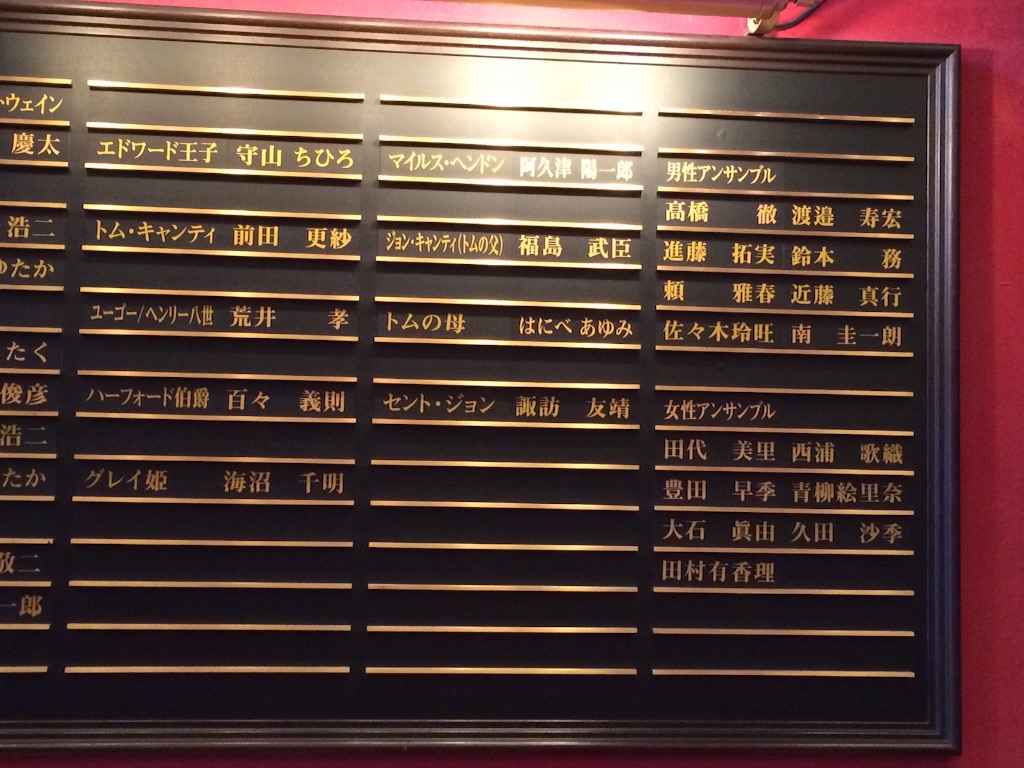 ・ウェイン
慶太
浩二
ゆたか
たく
俊彦
浩二
たか
敬二
一郎
エドワード王子 守山 ちひろ
トム・キャンティ 前田 更紗
ユーゴー/ヘンリー八世 荒井 孝
ハーフォード伯爵 百々 義則
グレイ姫 海沼 千明
マイルス・ヘンドン 阿久津 陽一郎
ジョン・キャンティ(トムの父) 福島 武臣
トムの母 はにべ あゆみ
セント・ジョン 諏訪 友靖
男性アンサンブル
髙橋 徹 渡邉 寿宏
進藤 拓実 鈴木 務
頼 雅春 近藤 真行
佐々木玲旺 南 圭一朗
女性アンサンブル
田代 美里 西浦 歌織
豊田 早季 青柳絵里奈
大石 眞由 久田 沙季
田村有香理